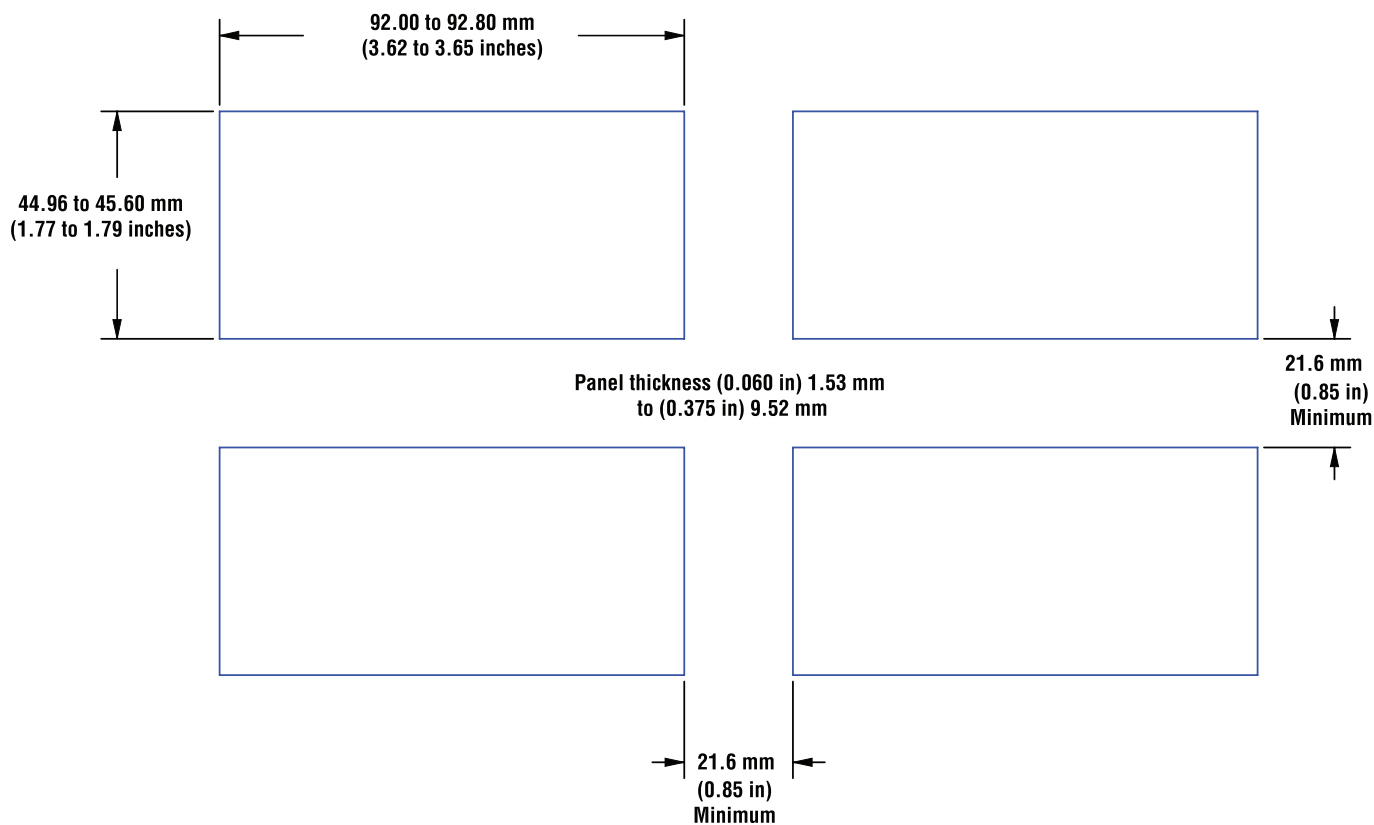 92.00 to 92.80 mm
(3.62 to 3.65 inches)
44.96 to 45.60 mm
(1.77 to 1.79 inches)
Panel thickness (0.060 in) 1.53 mm
to (0.375 in) 9.52 mm
21.6 mm
(0.85 in)
Minimum
21.6 mm
(0.85 in)
Minimum